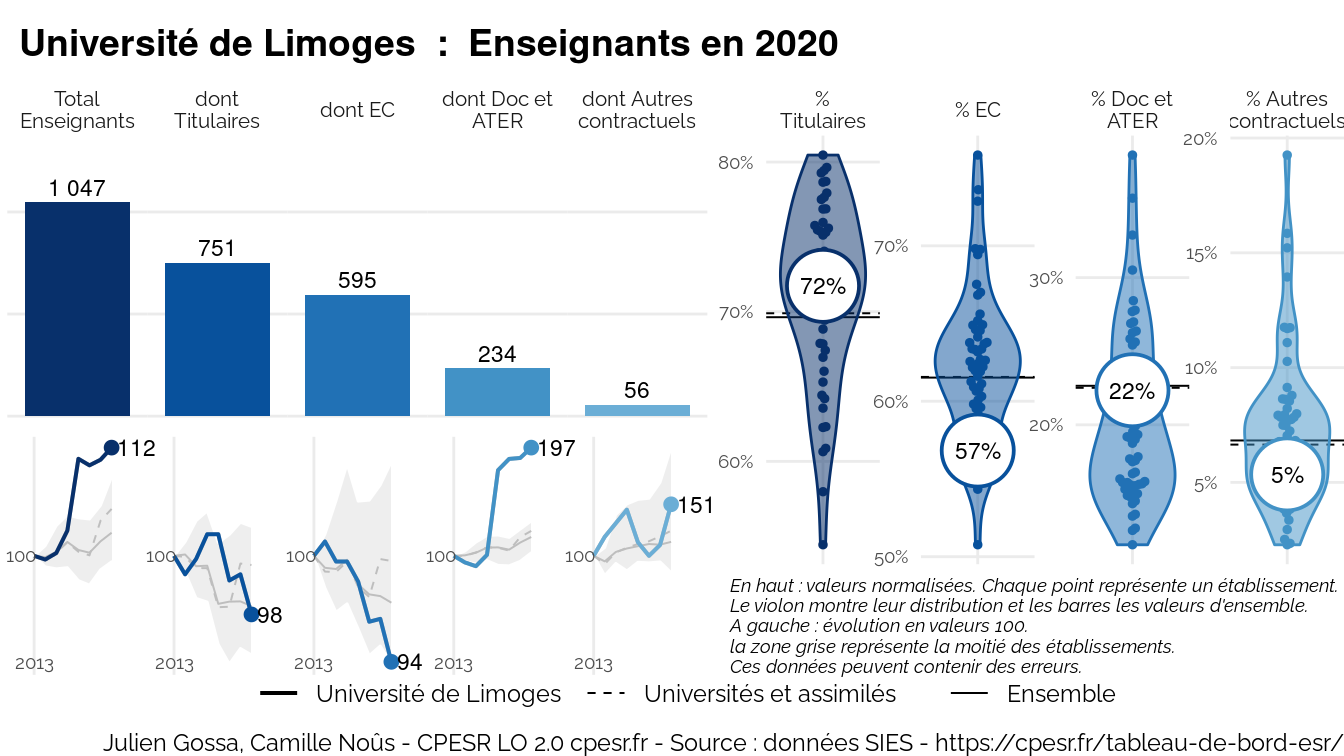 Université de Limoges : Enseignants en 2020
Total
Enseignants
dont
Titulaires
dont EC
dont Doc et
ATER
dont Autres
contractuels
%
Titulaires
% EC
% Doc et
ATER
% Autres
contractuels
1 047
751
595
234
56
80%
70%
60%
72%
70%
60%
50%
57%
30%
20%
22%
20%
15%
10%
5%
5%
100
112
2013
100
98
2013
100
94
2013
100
197
2013
100
151
2013
En haut : valeurs normalisées. Chaque point représente un établissement.
Le violon montre leur distribution et les barres les valeurs d'ensemble.
A gauche : évolution en valeurs 100.
la zone grise représente la moitié des établissements.
Ces données peuvent contenir des erreurs.
Université de Limoges
Universités et assimilés
Ensemble
Julien Gossa, Camille Noûs - CPESR LO 2.0 cpesr.fr - Source : données SIES - https://cpesr.fr/tableau-de-bord-esr/